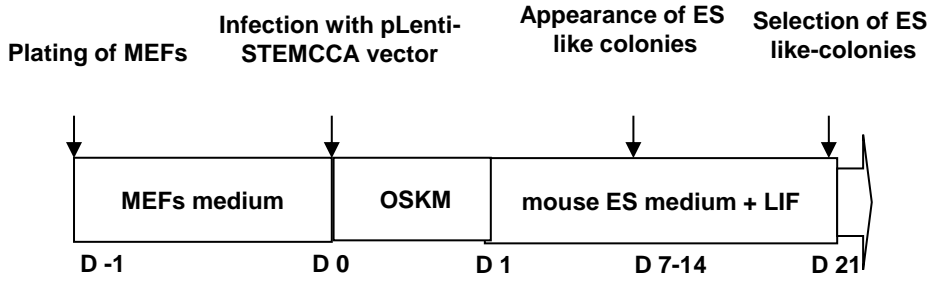 Plating of MEFs
Infection with pLenti-
STEMCCA vector
Appearance of ES
like colonies
Selection of ES
like-colonies
MEFs medium
OSKM
mouse ES medium + LIF
D -1
D 0
D 1
D 7-14
D 21